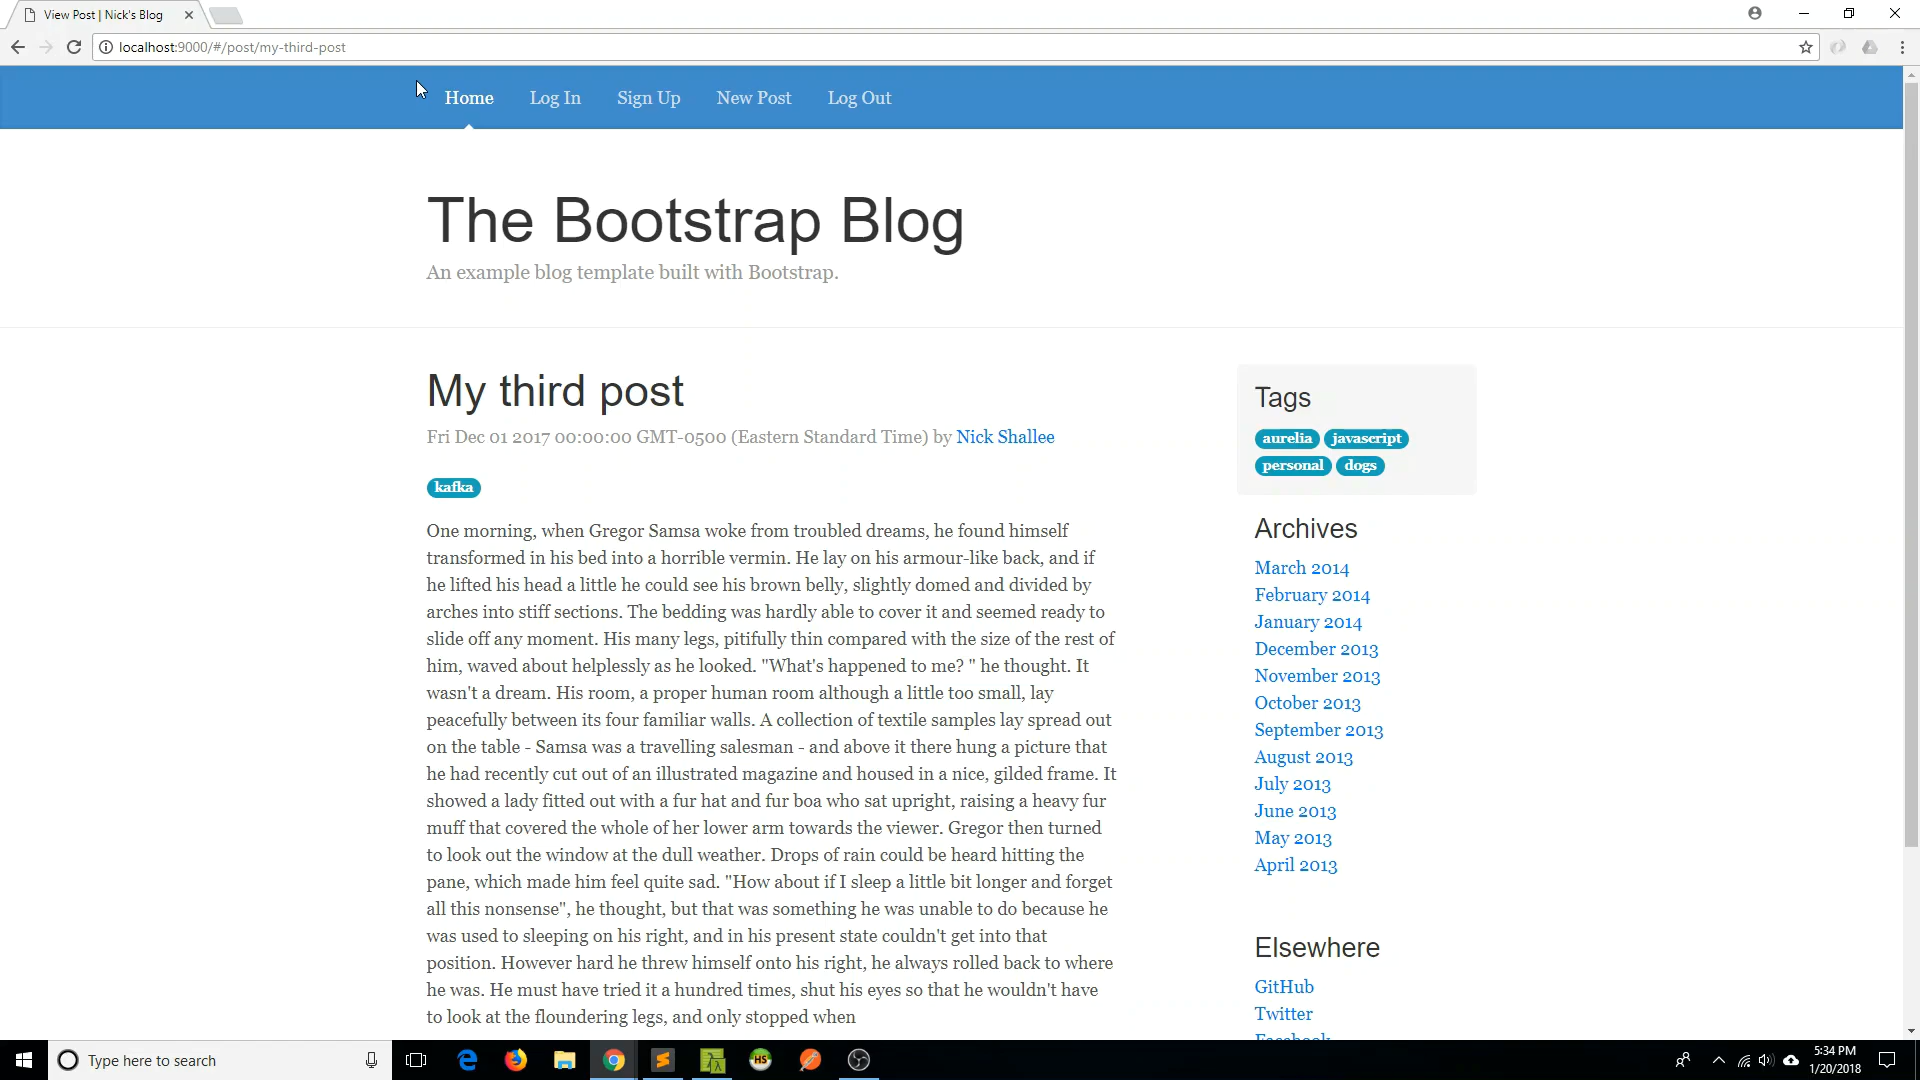 View Post | Nick's Blog
localhost:9000/#/post/my-third-post
Home Log In Sign Up New Post Log Out
The Bootstrap Blog
An example blog template built with Bootstrap.
My third post
Fri Dec 01 2017 00:00:00 GMT-0500 (Eastern Standard Time) by Nick Shallee
kafka
One morning, when Gregor Samsa woke from troubled dreams, he found himself
transformed in his bed into a horrible vermin. He lay on his armour-like back, and if
he lifted his head a little he could see his brown belly, slightly domed and divided by
arches into stiff sections. The bedding was hardly able to cover it and seemed ready to
slide off any moment. His many legs, pitifully thin compared with the size of the rest of
him, waved about helplessly as he looked. "What's happened to me? " he thought. It
wasn't a dream. His room, a proper human room although a little too small, lay
peacefully between its four familiar walls. A collection of textile samples lay spread out
on the table - Samsa was a travelling salesman - and above it there hung a picture that
he had recently cut out of an illustrated magazine and housed in a nice, gilded frame. It
showed a lady fitted out with a fur hat and fur boa who sat upright, raising a heavy fur
muff that covered the whole of her lower arm towards the viewer. Gregor then turned
to look out the window at the dull weather. Drops of rain could be heard hitting the
pane, which made him feel quite sad. "How about if I sleep a little bit longer and forget
all this nonsense", he thought, but that was something he was unable to do because he
was used to sleeping on his right, and in his present state couldn't get into that
position. However hard he threw himself onto his right, he always rolled back to where
he was. He must have tried it a hundred times, shut his eyes so that he wouldn't have
to look at the floundering legs, and only stopped when
Tags
aurelia javascript
personal dogs
Archives
March 2014
February 2014
January 2014
December 2013
November 2013
October 2013
September 2013
August 2013
July 2013
June 2013
May 2013
April 2013
Elsewhere
GitHub
Twitter
Facebook
Type here to search
HS
5:34 PM
1/20/2018